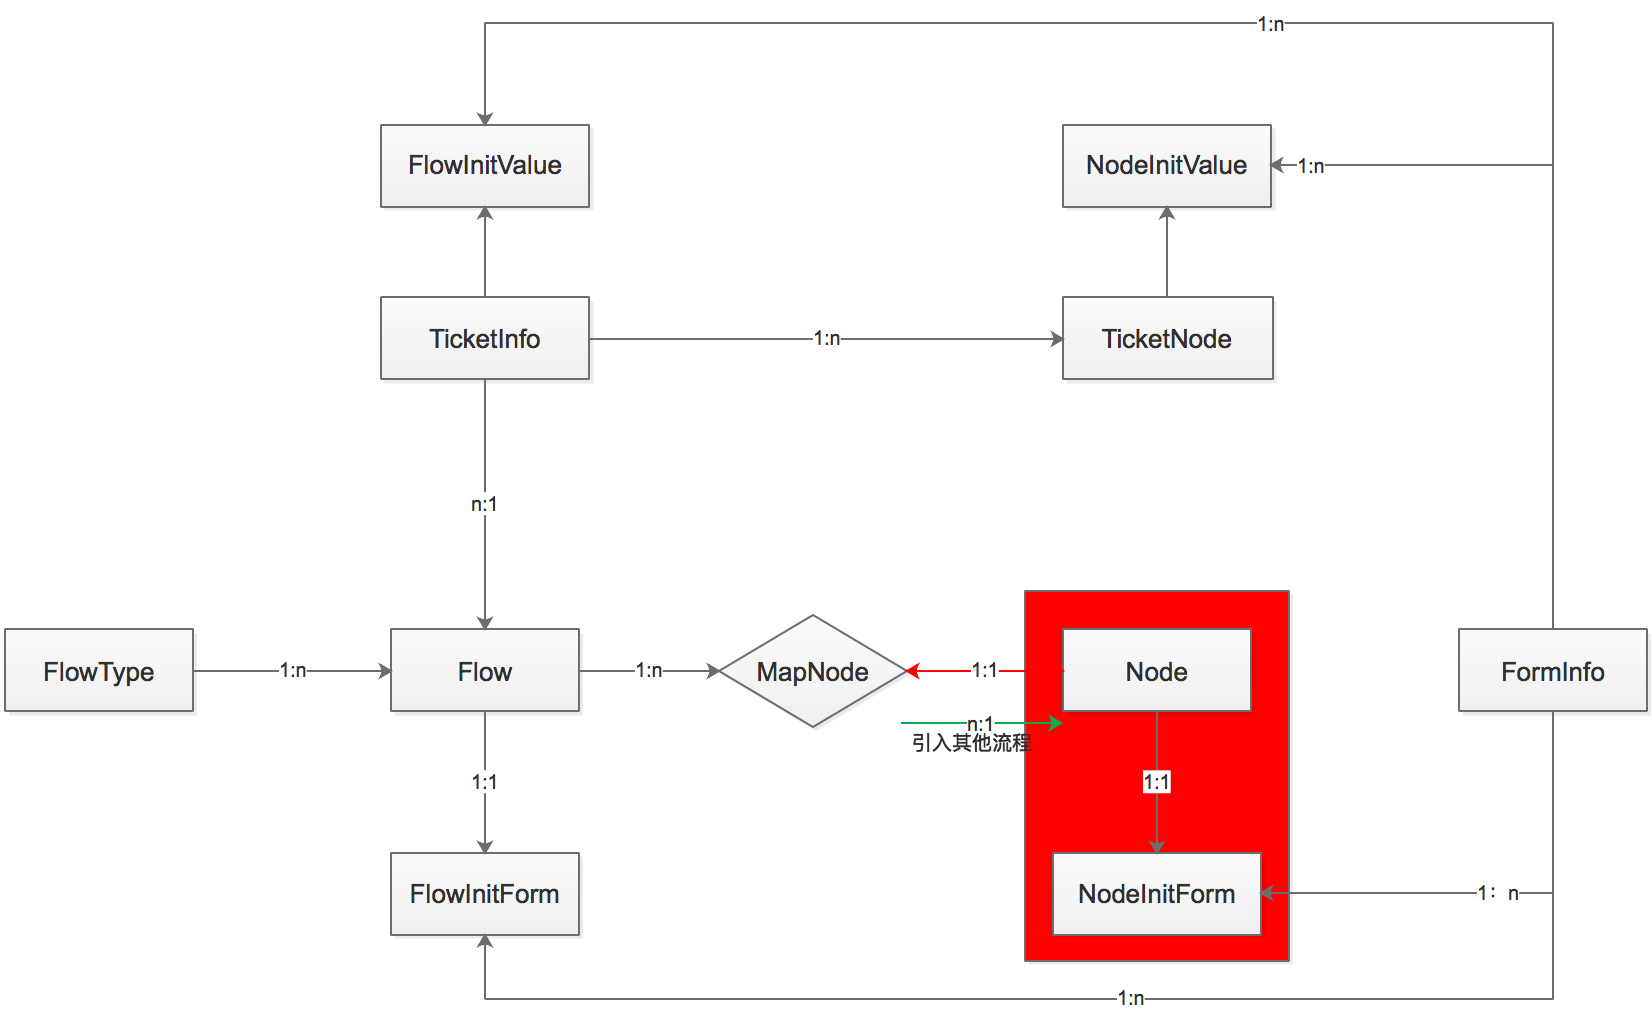 1:n
FlowInitValue
NodeInitValue
1:n
TicketInfo
1:n
TicketNode
n:1
FlowType
1:n
Flow
1:n
MapNode
1:1
Node
FormInfo
n:1
引入其他流程
1:1
1:1
FlowInitForm
NodeInitForm
1： n
1:n